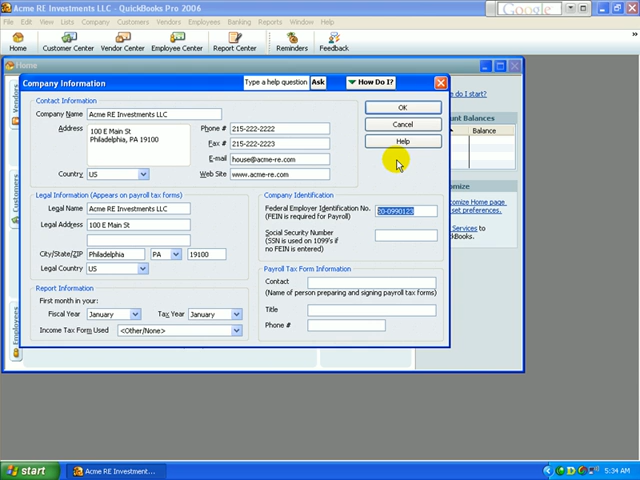 Acme RE Investments LLC - QuickBooks Pro 2006
Google
File Edit View Lists Company Customers Vendors Employees Banking Reports Window Help
Home Customer Center Vendor Center Employee Center Report Center Reminders Feedback
Home
Company Information
Type a help question Ask How Do I?
Contact Information
Company Name Acme RE Investments LLC
Address 100 E Main St
Philadelphia, PA 19100
Country US
Phone # 215-222-2222
Fax # 215-222-2223
E-mail house@acme-re.com
Web Site www.acme-re.com
OK
Cancel
Help
Legal Information (Appears on payroll tax forms)
Legal Name Acme RE Investments LLC
Legal Address 100 E Main St
City/State/ZIP Philadelphia PA 19100
Legal Country US
Company Identification
Federal Employer Identification No. 20-0990123
(FEIN is required for Payroll)
Social Security Number
(SSN is used on 1099's if
no FEIN is entered)
Report Information
First month in your:
Fiscal Year January Tax Year January
Income Tax Form Used <Other/None>
Payroll Tax Form Information
Contact
(Name of person preparing and signing payroll tax forms)
Title
Phone #
Vendors
Customers
Employees
do I start?
unt Balances
Balance
omize
omize Home page
set preferences.
Services to
ckBooks.
start
Acme RE Investment...
5:34 AM